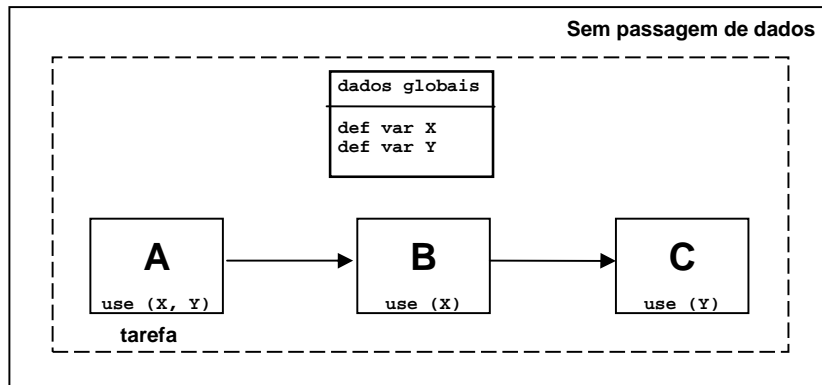 Sem passagem de dados
dados globais
def var X
def var Y
A
use (X, Y)
B
use (X)
C
use (Y)
tarefa